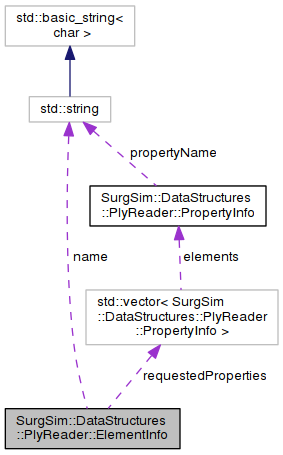 std::basic_string<
char >
std::string
propertyName
SurgSim::DataStructures
::PlyReader::PropertyInfo
name
elements
std::vector< SurgSim
::DataStructures::PlyReader
::PropertyInfo >
requestedProperties
SurgSim::DataStructures
::PlyReader::ElementInfo